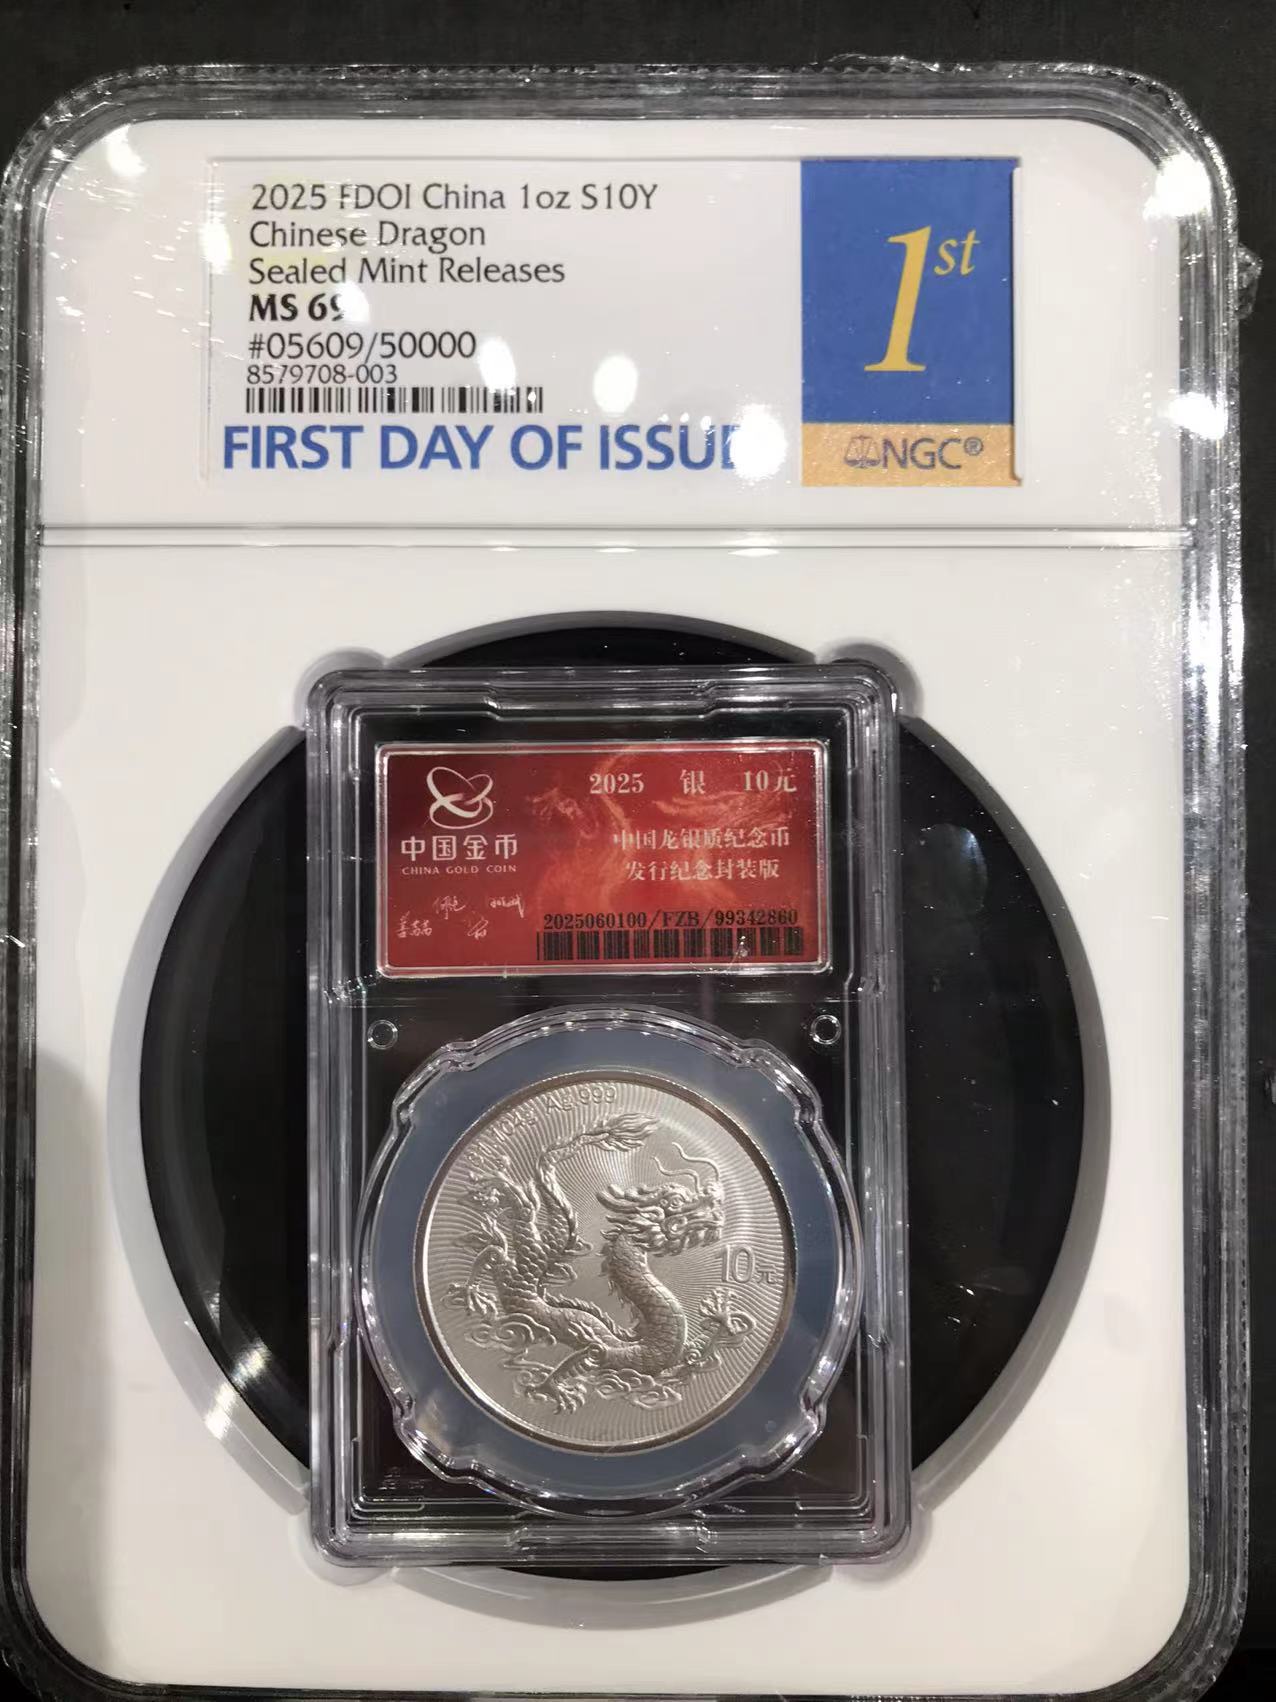 2025 FDOI China 1oz S10Y
Chinese Dragon
Sealed Mint Releases
MS 69
#05609/50000
8579708-003
FIRST DAY OF ISSUE
1st
NGC®
2025 银 10元
中国金币
CHINA GOLD COIN
中国龙银质纪念币
发行纪念封装版
2025060100/FZB/99342860
Ag.999
10元